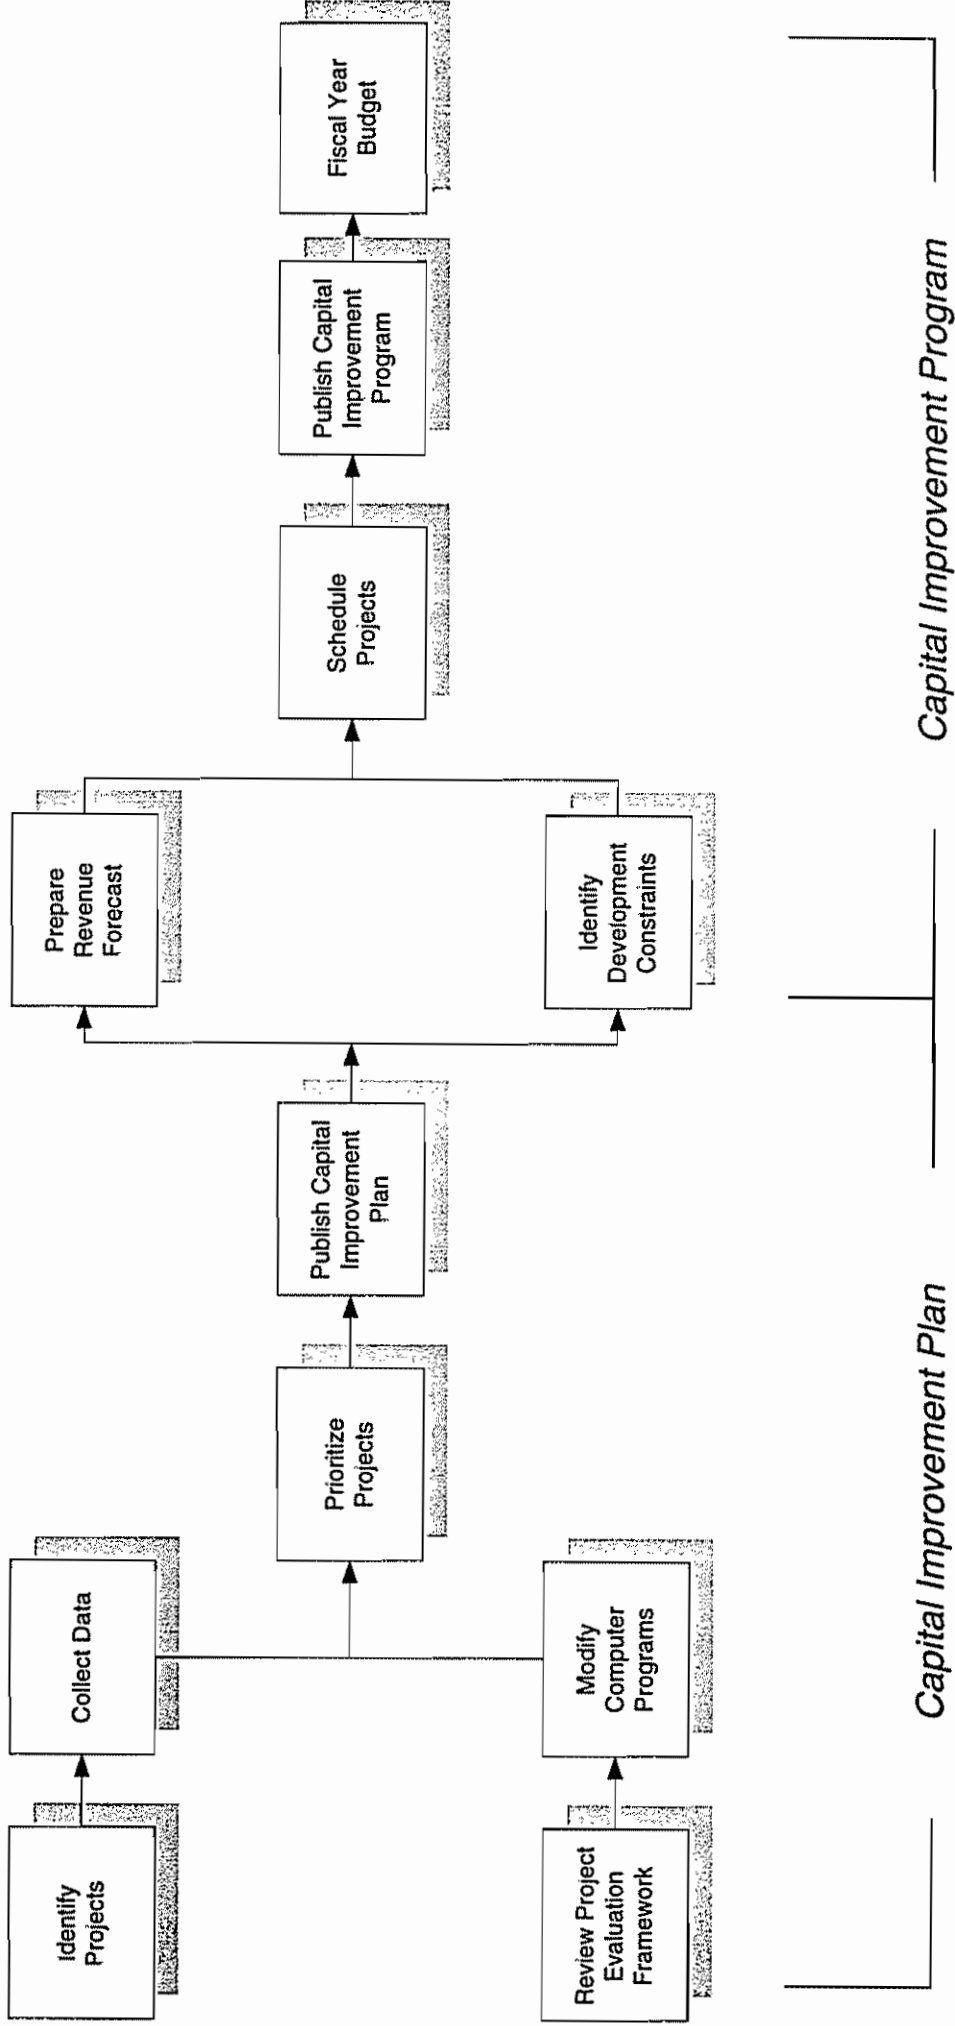 Identify
Projects
Collect Data
Review Project
Evaluation
Framework
Modify
Computer
Programs
Prioritize
Projects
Publish Capital
Improvement
Plan
Prepare
Revenue
Forecast
Identify
Development
Constraints
Schedule
Projects
Publish Capital
Improvement
Program
Fiscal Year
Budget
Capital Improvement Plan
Capital Improvement Program